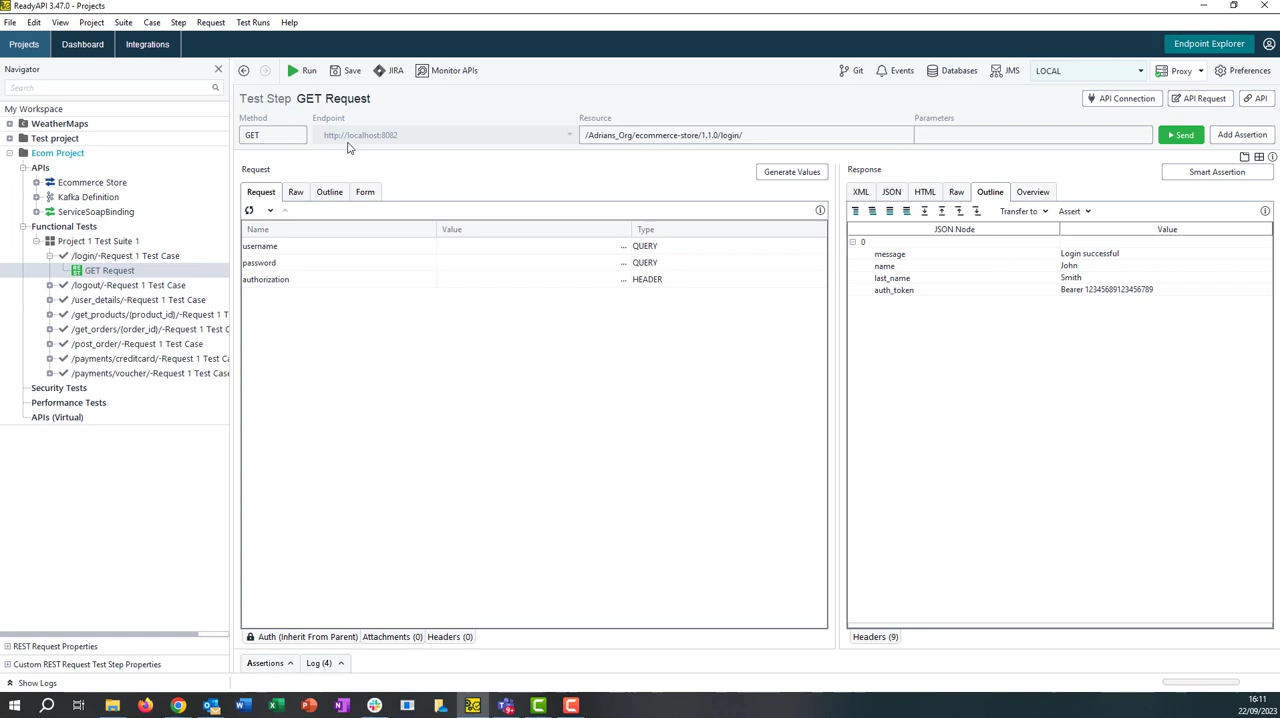 ReadyAPI 3.47.0 - Projects
File Edit View Project Suite Case Step Request Test Runs Help
Projects Dashboard Integrations Endpoint Explorer
Navigator
Run Save JIRA Monitor APIs Git Events Databases JMS LOCAL Proxy Preferences
Search
Test Step GET Request API Connection API Request API
My Workspace
WeatherMaps
Test project
Ecom Project
APIs
Ecommerce Store
Kafka Definition
ServiceSoapBinding
Functional Tests
Project 1 Test Suite 1
/login/-Request 1 Test Case
GET Request
/logout/-Request 1 Test Case
/user_details/-Request 1 Test Case
/get_products/{product_id}/-Request 1 T
/get_orders/{order_id}/-Request 1 Test C
/post_order/-Request 1 Test Case
/payments/creditcard/-Request 1 Test Ca
/payments/voucher/-Request 1 Test Case
Security Tests
Performance Tests
APIs (Virtual)
Method Endpoint Resource Parameters
GET http://localhost:8082 /Adrians_Org/ecommerce-store/1.1.0/login/ Send Add Assertion
Request Generate Values
Request Raw Outline Form
Name Value Type
username ... QUERY
password ... QUERY
authorization ... HEADER
Auth (Inherit From Parent) Attachments (0) Headers (0)
Response Smart Assertion
XML JSON HTML Raw Outline Overview
Transfer to Assert
JSON Node Value
0
message Login successful
name John
last_name Smith
auth_token Bearer 12345689123456789
Headers (9)
REST Request Properties
Custom REST Request Test Step Properties
Assertions Log (4)
Show Logs
16:11
22/09/2023